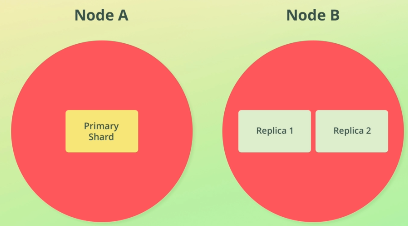 Node A
Node B
Primary
Shard
Replica 1
Replica 2